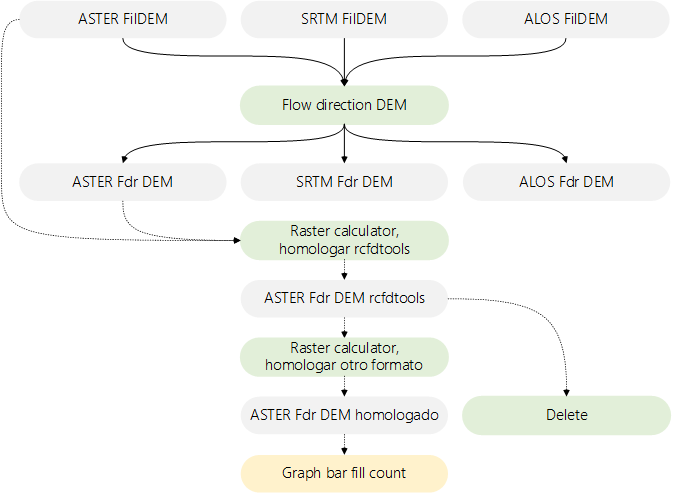 ASTER FilDEM
SRTM FilDEM
ALOS FilDEM
Flow direction DEM
ASTER Fdr DEM
SRTM Fdr DEM
ALOS Fdr DEM
Raster calculator,
homologar rcfdtools
ASTER Fdr DEM rcfdtools
Raster calculator,
homologar otro formato
ASTER Fdr DEM homologado
Delete
Graph bar fill count